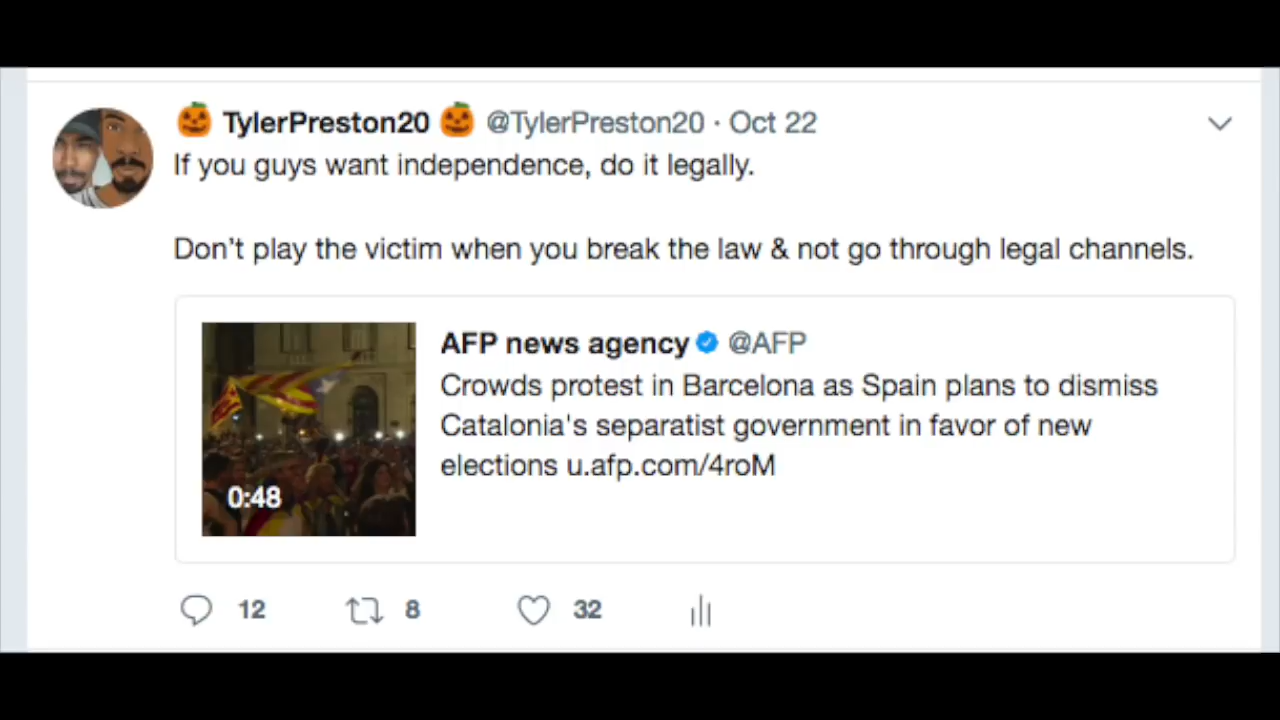 🎃 TylerPreston20 🎃 @TylerPreston20 · Oct 22
If you guys want independence, do it legally.
Don't play the victim when you break the law & not go through legal channels.
AFP news agency @AFP
Crowds protest in Barcelona as Spain plans to dismiss
Catalonia's separatist government in favor of new
elections u.afp.com/4roM
0:48
12 8 32